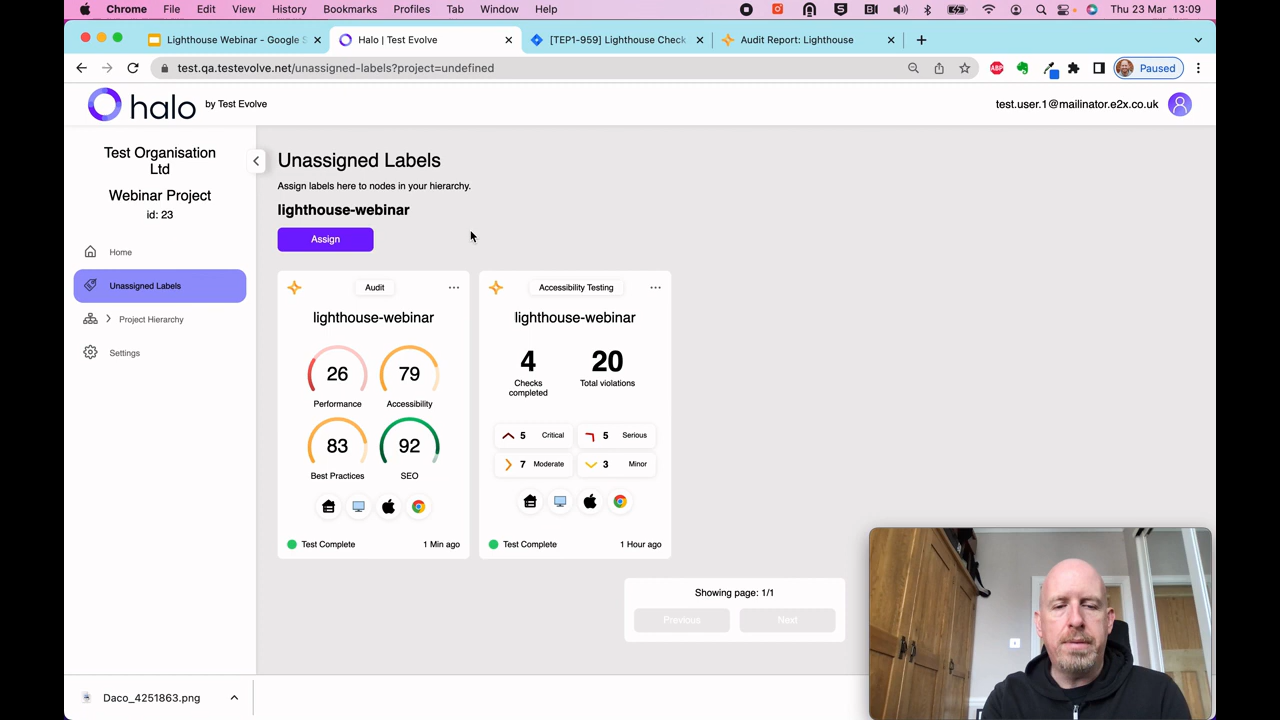 Chrome File Edit View History Bookmarks Profiles Tab Window Help Thu 23 Mar 13:09
Lighthouse Webinar - Google S
Halo | Test Evolve
[TEP1-959] Lighthouse Check
Audit Report: Lighthouse
test.qa.testevolve.net/unassigned-labels?project=undefined
ABP
Paused
halo by Test Evolve
test.user.1@mailinator.e2x.co.uk
Test Organisation
Ltd
Webinar Project
id: 23
Home
Unassigned Labels
Project Hierarchy
Settings
Unassigned Labels
Assign labels here to nodes in your hierarchy.
lighthouse-webinar
Assign
Audit
lighthouse-webinar
26 79
Performance Accessibility
83 92
Best Practices SEO
Test Complete 1 Min ago
Accessibility Testing
lighthouse-webinar
4 20
Checks
completed
Total violations
5 Critical 5 Serious
7 Moderate 3 Minor
Test Complete 1 Hour ago
Showing page: 1/1
Previous Next
Daco_4251863.png